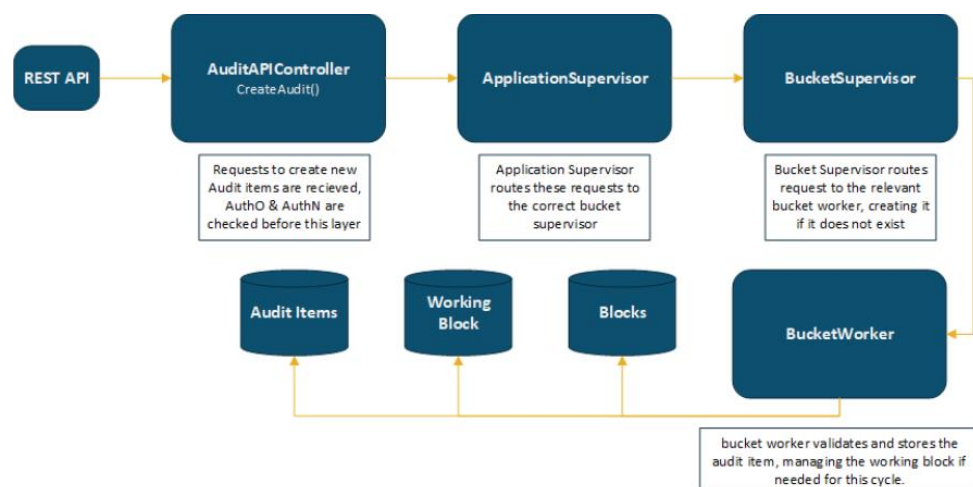 REST API
AuditAPIController
CreateAudit()
ApplicationSupervisor
BucketSupervisor
Requests to create new
Audit items are recieved,
AuthO & AuthN are
checked before this layer
Application Supervisor
routes these requests to
the correct bucket
supervisor
Bucket Supervisor routes
request to the relevant
bucket worker, creating it
if it does not exist
Audit Items
Working
Block
Blocks
BucketWorker
bucket worker validates and stores the
audit item, managing the working block if
needed for this cycle.